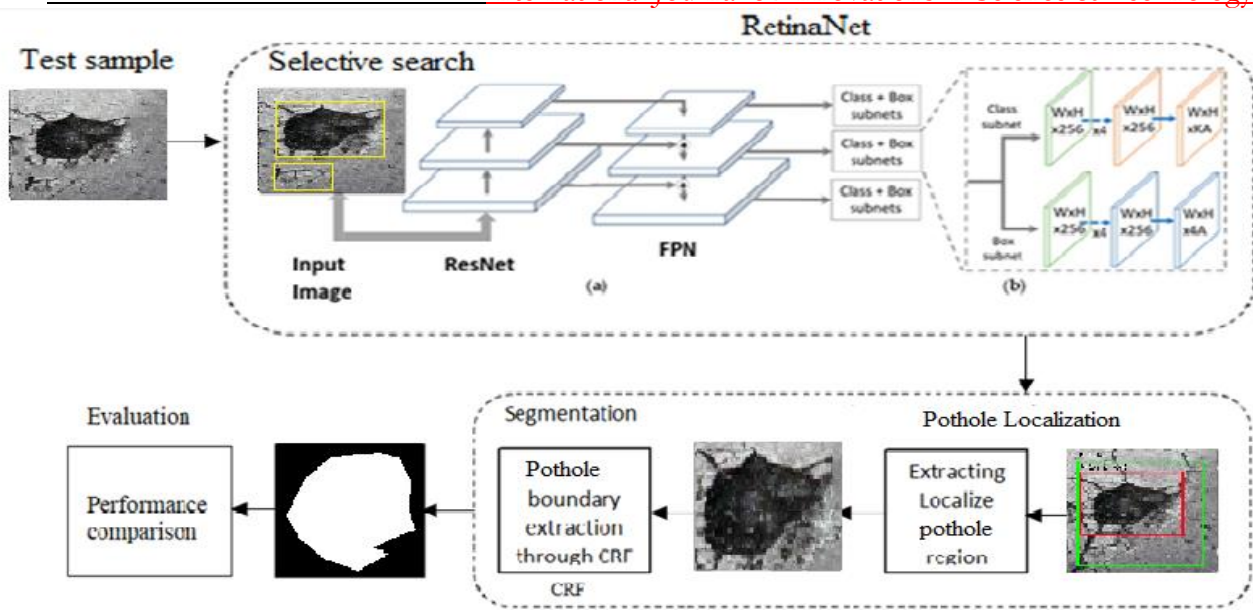 RetinaNet
Test sample
Selective search
Class + Box
subnets
Class + Box
subnets
Class + Box
subnets
Input
Image
ResNet
FPN
(a)
Class
subnet
WxH
x256
x4
WxH
x256
WxH
xKA
Box
subnet
WxH
x256
x4
WxH
x256
WxH
x4A
(b)
Pothole Localization
Extracting
Localize
pothole
region
Segmentation
Pothole
boundary
extraction
through CRF
CRF
Evaluation
Performance
comparison